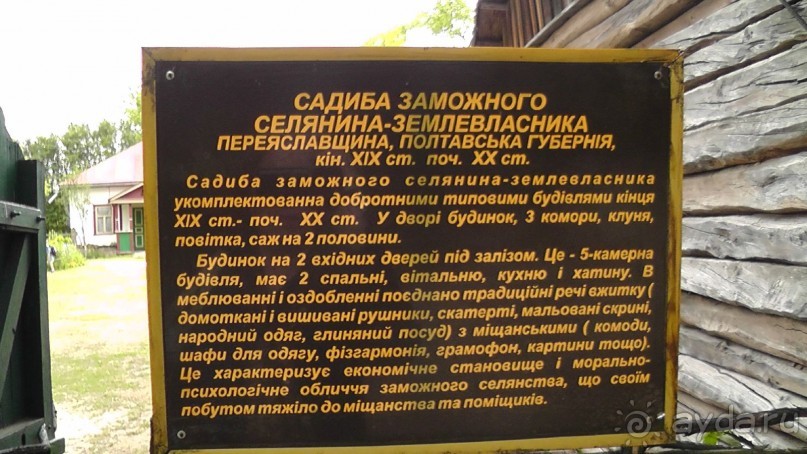 САДИБА ЗАМОЖНОГО
СЕЛЯНИНА-ЗЕМЛЕВЛАСНИКА
ПЕРЕЯСЛАВЩИНА, ПОЛТАВСЬКА ГУБЕРНІЯ,
кін. XIX ст. поч. XX ст.
Садиба заможного селянина-землевласника
укомплектованна добротними типовими будівлями кінця
XIX ст.- поч. XX ст. У дворі будинок, 3 комори, клуня,
повітка, саж на 2 половини.
Будинок на 2 вхідних дверей під залізом. Це - 5-камерна
будівля, має 2 спальні, вітальню, кухню і хатину. В
меблюванні і оздобленні поєднано традиційні речі вжитку (
домоткані і вишивані рушники, скатерті, мальовані скрині,
народний одяг, глиняний посуд) з міщанськими ( комоди,
шафи для одягу, фізгармонія, грамофон, картини тощо).
Це характеризує економічне становище і морально-
психологічне обличчя заможного селянства, що своїм
побутом тяжіло до міщанства та поміщиків.
ayda.ru